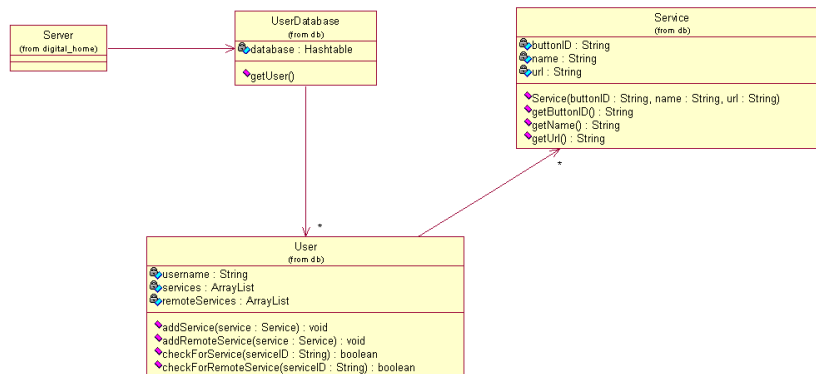 Server
(from digital_home)
UserDatabase
(from db)
database : Hashtable
getUser()
Service
(from db)
buttonID : String
name : String
url : String
Service(buttonID : String, name : String, url : String)
getButtonID() : String
getName() : String
getUrl() : String
*
*
User
(from db)
username : String
services : ArrayList
remoteServices : ArrayList
addService(service : Service) : void
addRemoteService(service : Service) : void
checkForService(serviceID : String) : boolean
checkForRemoteService(serviceID : String) : boolean